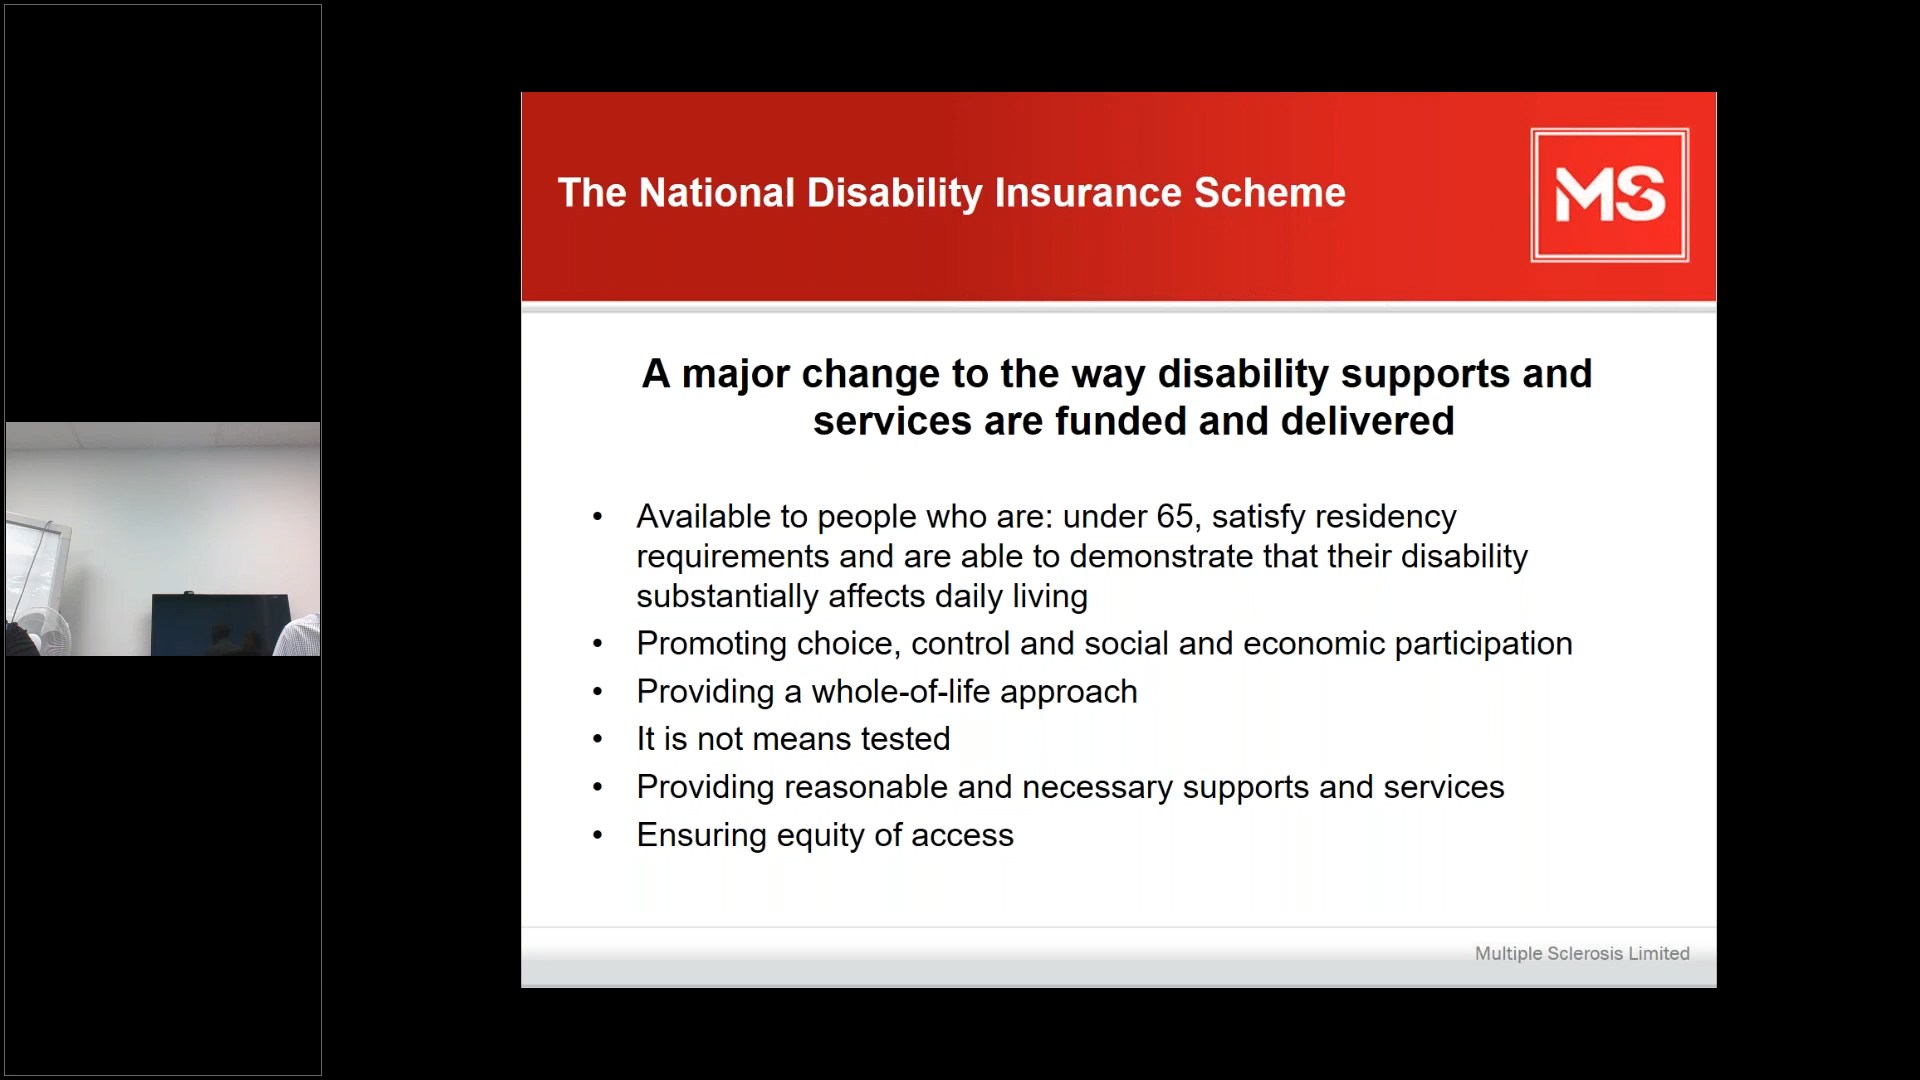 The National Disability Insurance Scheme
MS
A major change to the way disability supports and
services are funded and delivered
• Available to people who are: under 65, satisfy residency
requirements and are able to demonstrate that their disability
substantially affects daily living
• Promoting choice, control and social and economic participation
• Providing a whole-of-life approach
• It is not means tested
• Providing reasonable and necessary supports and services
• Ensuring equity of access
Multiple Sclerosis Limited